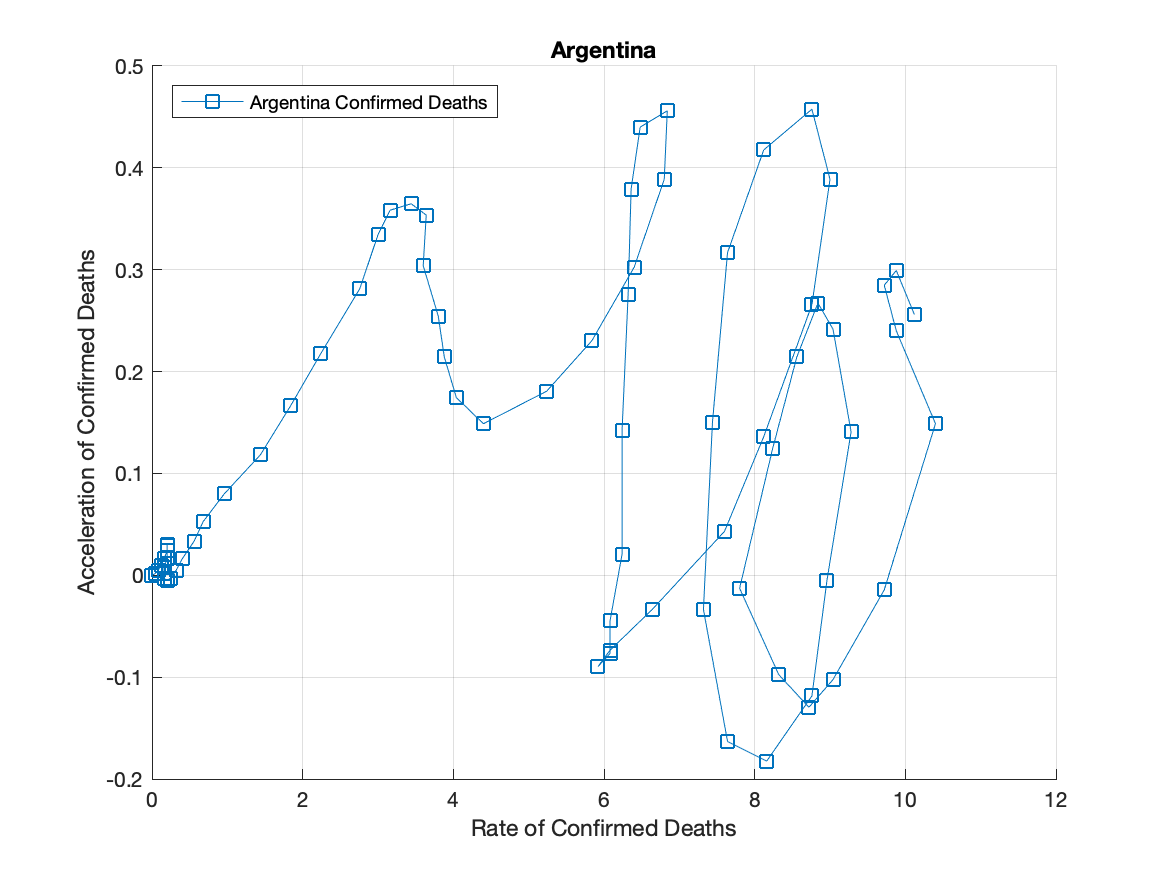 Argentina
Argentina Confirmed Deaths
0.5
0.4
0.3
0.2
0.1
0
-0.1
-0.2
Acceleration of Confirmed Deaths
0 2 4 6 8 10 12
Rate of Confirmed Deaths